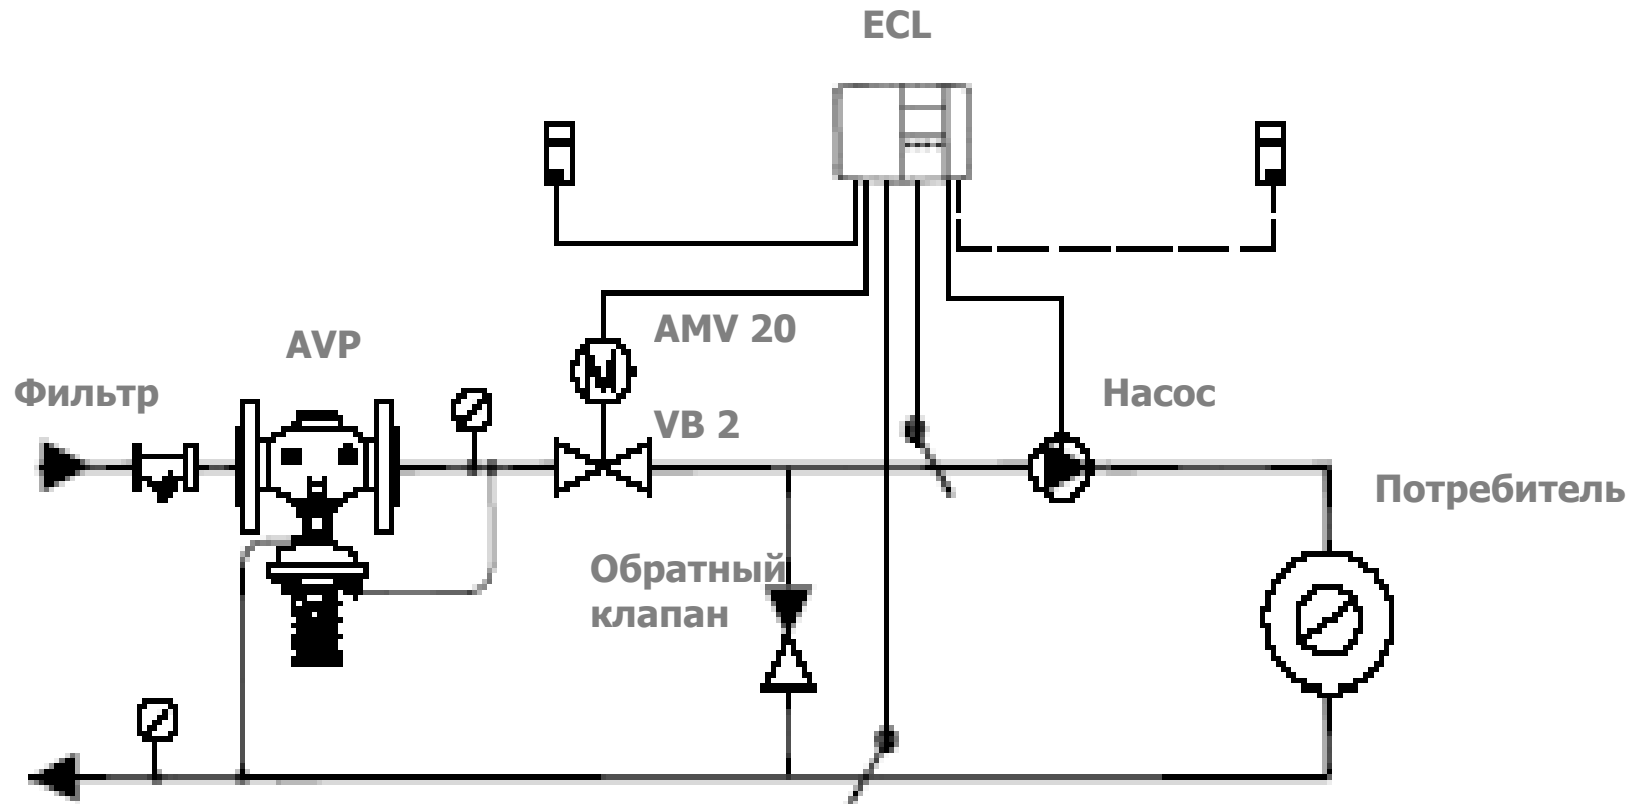 ECL
AVP
AMV 20
Фильтр
Насос
VB 2
Потребитель
Обратный
клапан
M